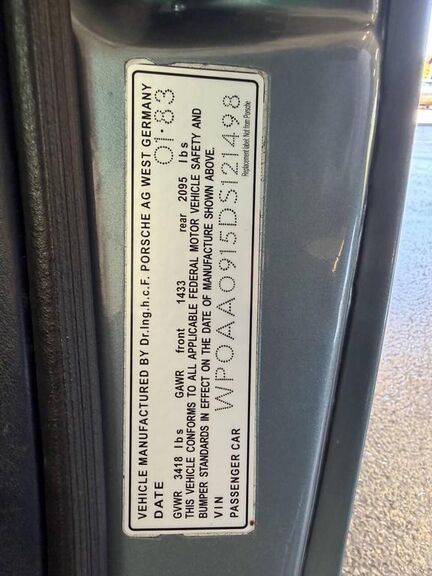 VEHICLE MANUFACTURED BY Dr.Ing.h.c.F. PORSCHE AG WEST GERMANY
DATE 01·83
GVWR 3418 lbs GAWR front 1433 rear 2095 lbs
THIS VEHICLE CONFORMS TO ALL APPLICABLE FEDERAL MOTOR VEHICLE SAFETY AND
BUMPER STANDARDS IN EFFECT ON THE DATE OF MANUFACTURE SHOWN ABOVE.
VIN WP0AA0915DS121498
PASSENGER CAR
Replacement label. Not from Porsche